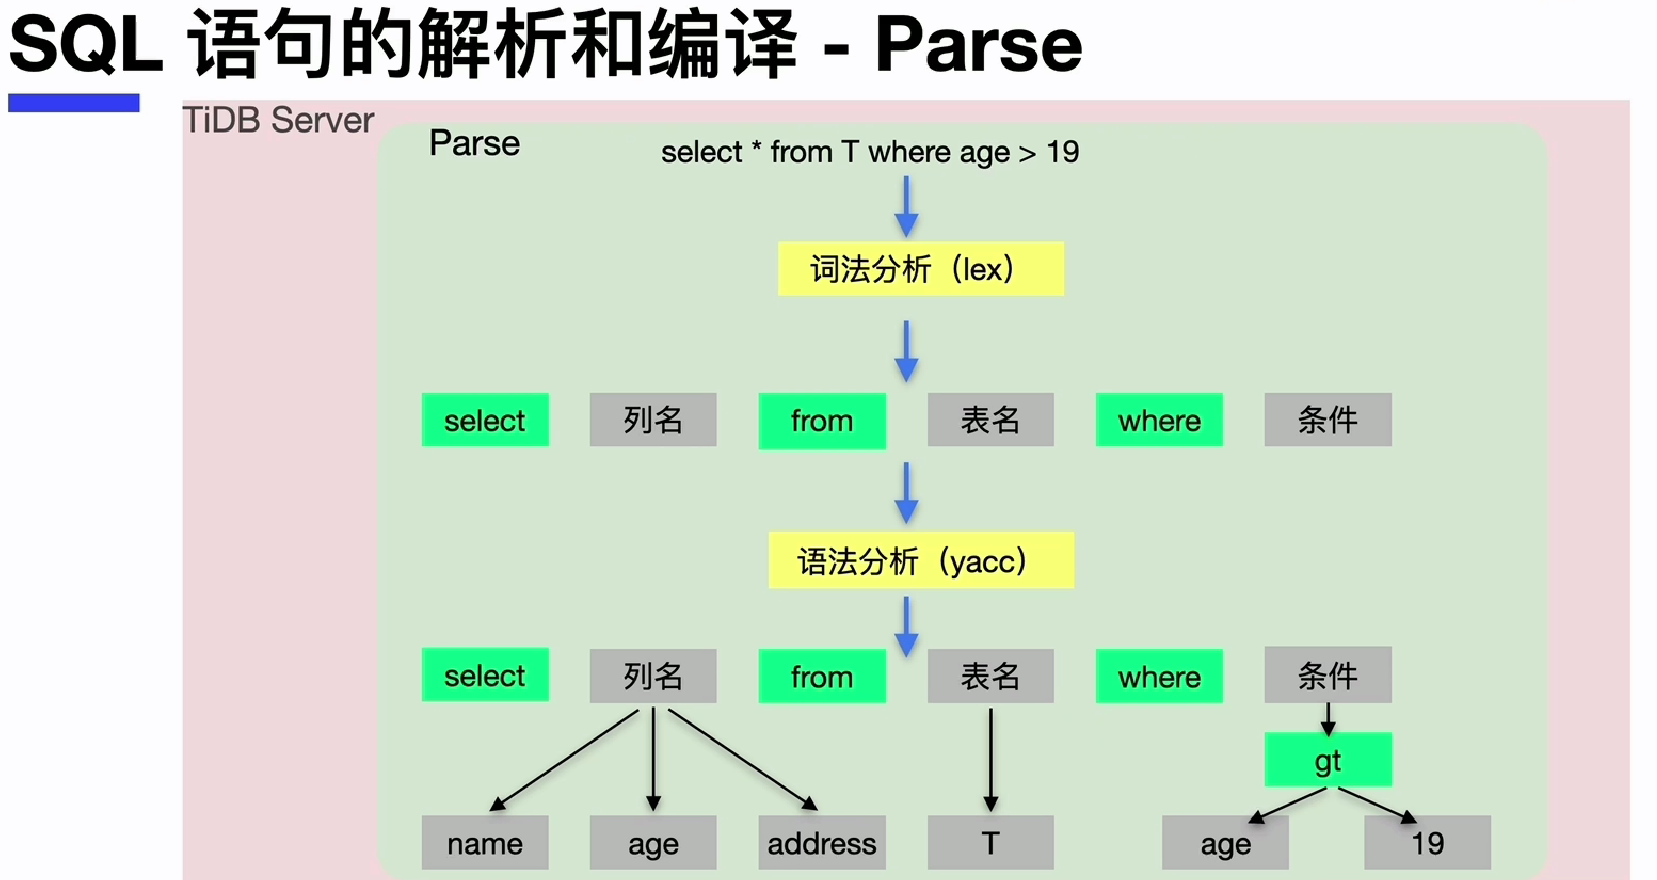 SQL 语句的解析和编译 - Parse
TiDB Server
Parse
select * from T where age > 19
词法分析（lex）
select 列名 from 表名 where 条件
语法分析（yacc）
select 列名 from 表名 where 条件
gt
name age address T age 19